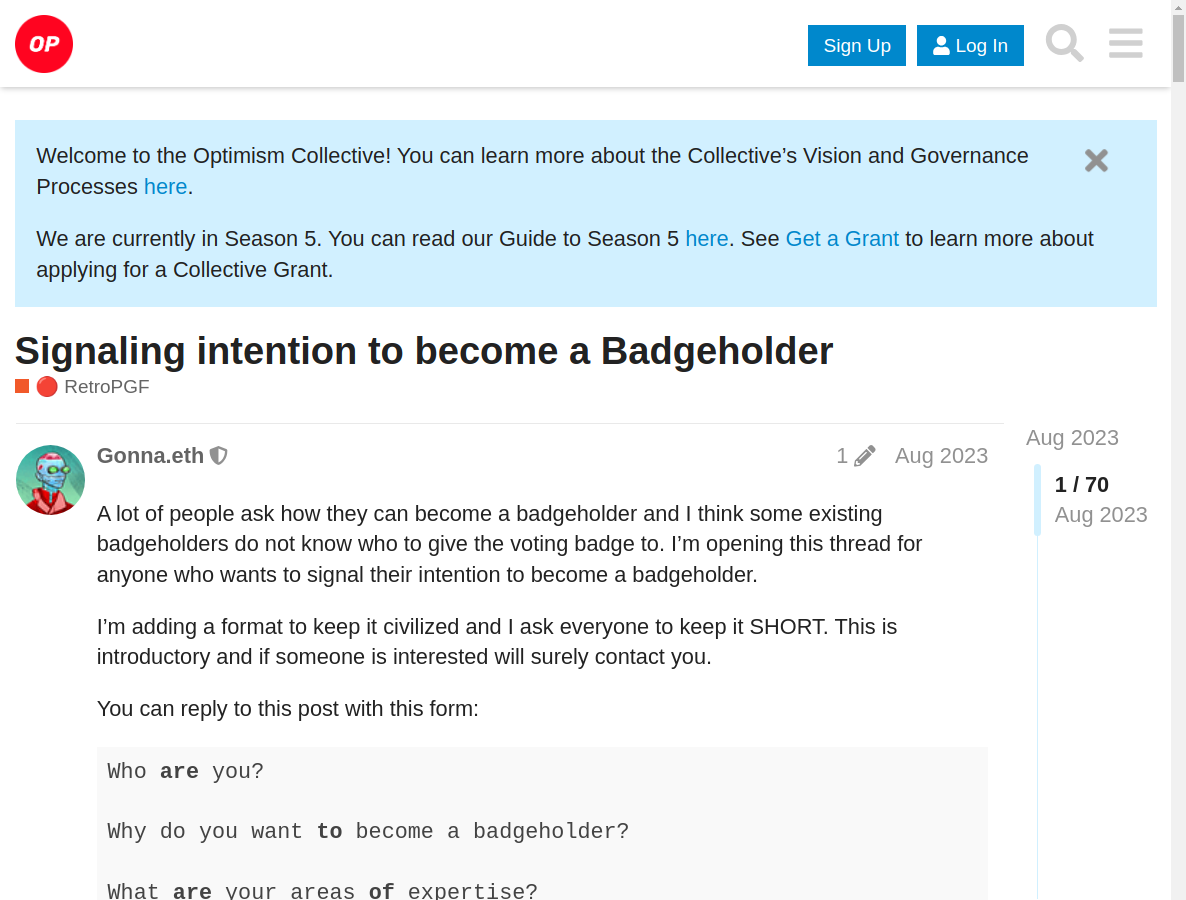 OP
Sign Up
Log In
Welcome to the Optimism Collective! You can learn more about the Collective’s Vision and Governance
Processes here.
We are currently in Season 5. You can read our Guide to Season 5 here. See Get a Grant to learn more about
applying for a Collective Grant.
Signaling intention to become a Badgeholder
RetroPGF
Gonna.eth
1
Aug 2023
Aug 2023
1 / 70
Aug 2023
A lot of people ask how they can become a badgeholder and I think some existing
badgeholders do not know who to give the voting badge to. I’m opening this thread for
anyone who wants to signal their intention to become a badgeholder.
I’m adding a format to keep it civilized and I ask everyone to keep it SHORT. This is
introductory and if someone is interested will surely contact you.
You can reply to this post with this form:
Who are you?
Why do you want to become a badgeholder?
What are your areas of expertise?